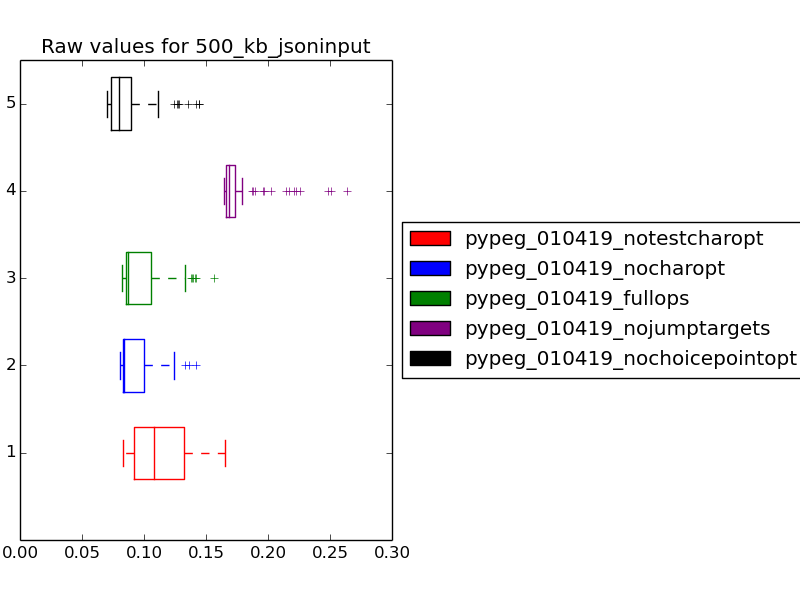 Raw values for 500_kb_jsoninput
5
4
3
2
1
0.00 0.05 0.10 0.15 0.20 0.25 0.30
pypeg_010419_notestcharopt
pypeg_010419_nocharopt
pypeg_010419_fullops
pypeg_010419_nojumptargets
pypeg_010419_nochoicepointopt